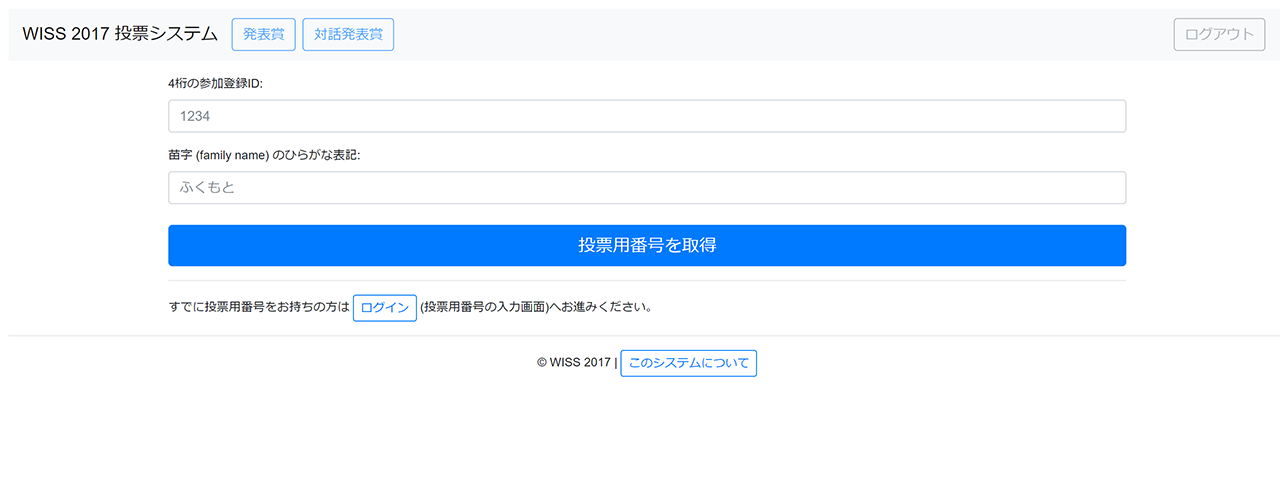 WISS 2017 投票システム 発表賞 対話発表賞 ログアウト
4桁の参加登録ID:
1234
苗字 (family name) のひらがな表記:
ふくもと
投票用番号を取得
すでに投票用番号をお持ちの方は ログイン (投票用番号の入力画面)へお進みください。
© WISS 2017 | このシステムについて